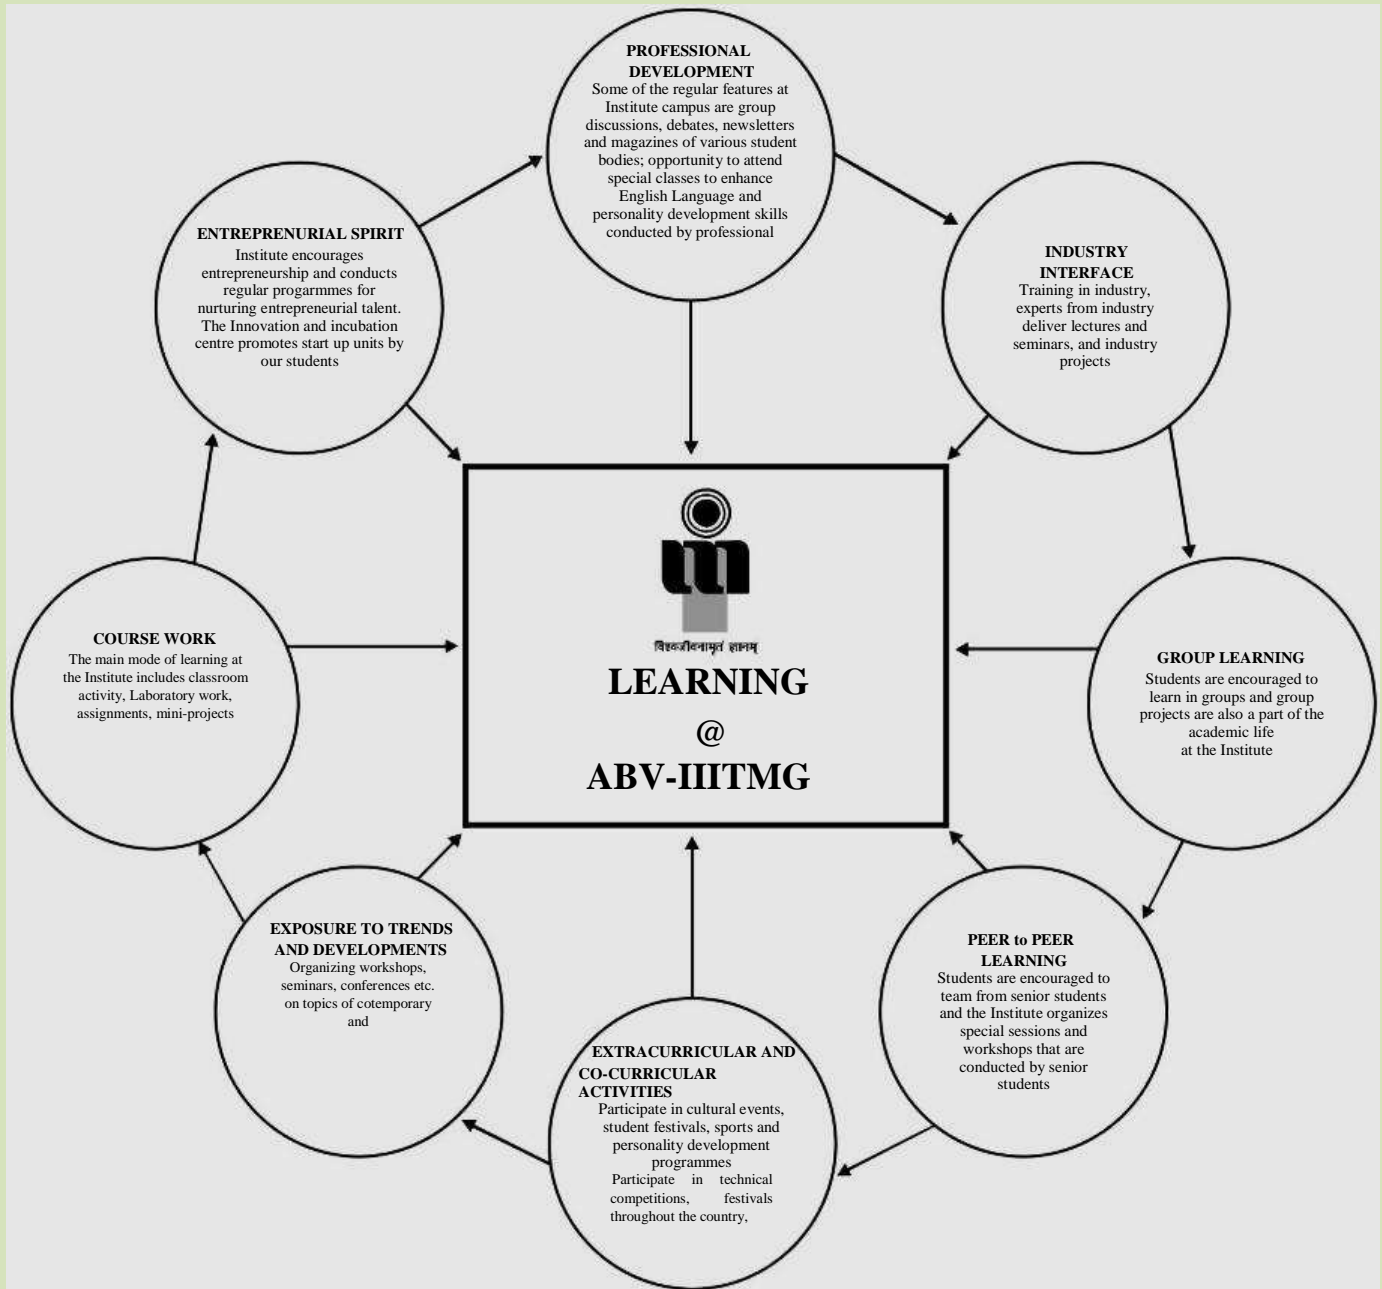 PROFESSIONAL
DEVELOPMENT
Some of the regular features at
Institute campus are group
discussions, debates, newsletters
and magazines of various student
bodies; opportunity to attend
special classes to enhance
English Language and
personality development skills
conducted by professional
INDUSTRY
INTERFACE
Training in industry,
experts from industry
deliver lectures and
seminars, and industry
projects
GROUP LEARNING
Students are encouraged to
learn in groups and group
projects are also a part of the
academic life
at the Institute
PEER to PEER
LEARNING
Students are encouraged to
team from senior students
and the Institute organizes
special sessions and
workshops that are
conducted by senior
students
EXTRACURRICULAR AND
CO-CURRICULAR
ACTIVITIES
Participate in cultural events,
student festivals, sports and
personality development
programmes
Participate in technical
competitions, festivals
throughout the country,
EXPOSURE TO TRENDS
AND DEVELOPMENTS
Organizing workshops,
seminars, conferences etc.
on topics of cotemporary
and
COURSE WORK
The main mode of learning at
the Institute includes classroom
activity, Laboratory work,
assignments, mini-projects
ENTREPRENURIAL SPIRIT
Institute encourages
entrepreneurship and conducts
regular progarmmes for
nurturing entrepreneurial talent.
The Innovation and incubation
centre promotes start up units by
our students
विश्वजीवनामृतं ज्ञानम्
LEARNING
@
ABV-IIITMG